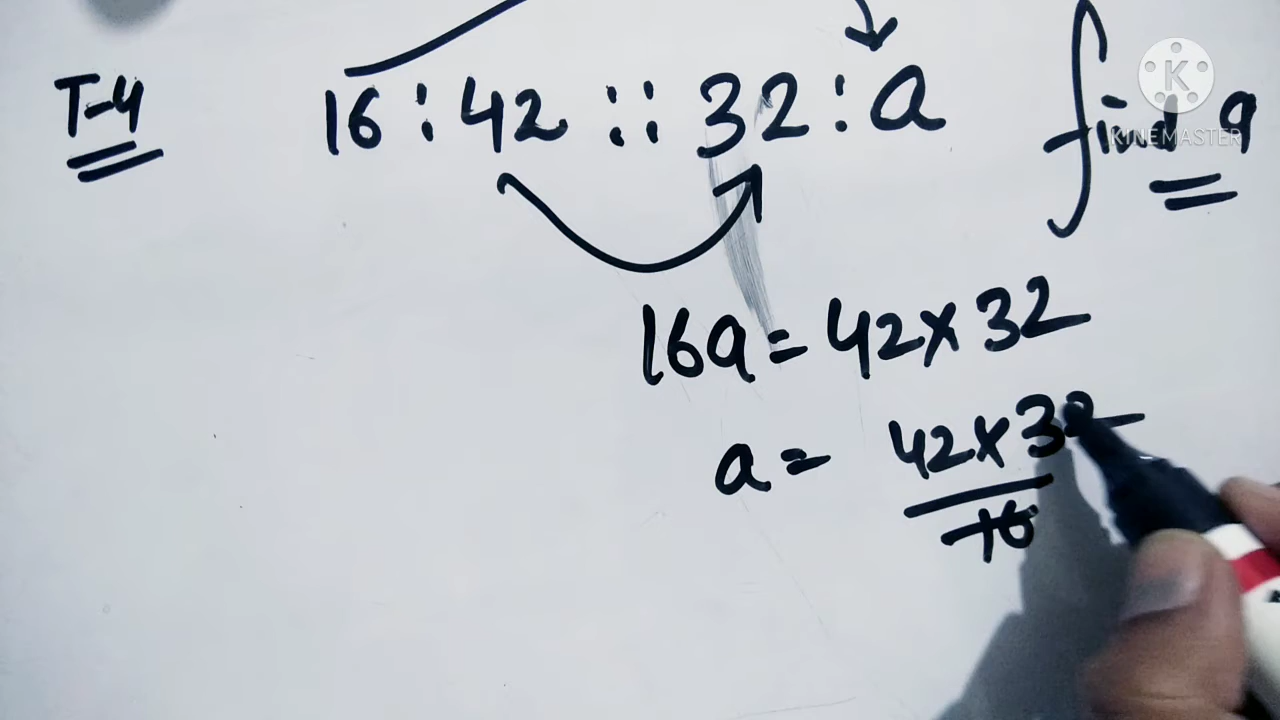 T-4
16 : 42 :: 32 : a
find a
KINEMASTER
16a = 42×32
a = 42×32
16